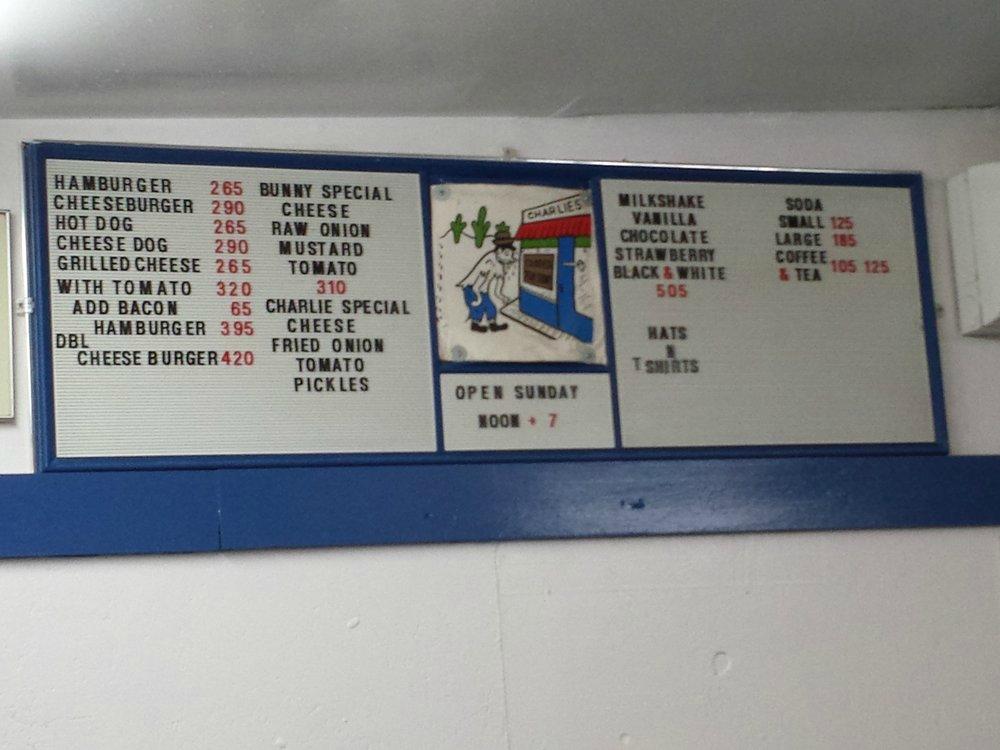 HAMBURGER 265
CHEESEBURGER 290
HOT DOG 265
CHEESE DOG 290
GRILLED CHEESE 265
WITH TOMATO 320
ADD BACON 65
HAMBURGER 395
DBL
CHEESE BURGER 420
BUNNY SPECIAL
CHEESE
RAW ONION
MUSTARD
TOMATO
310
CHARLIE SPECIAL
CHEESE
FRIED ONION
TOMATO
PICKLES
CHARLIES
OPEN SUNDAY
NOON + 7
MILKSHAKE
VANILLA
CHOCOLATE
STRAWBERRY
BLACK & WHITE
505
HATS
N
T SHIRTS
SODA
SMALL 125
LARGE 185
COFFEE
& TEA 105 125